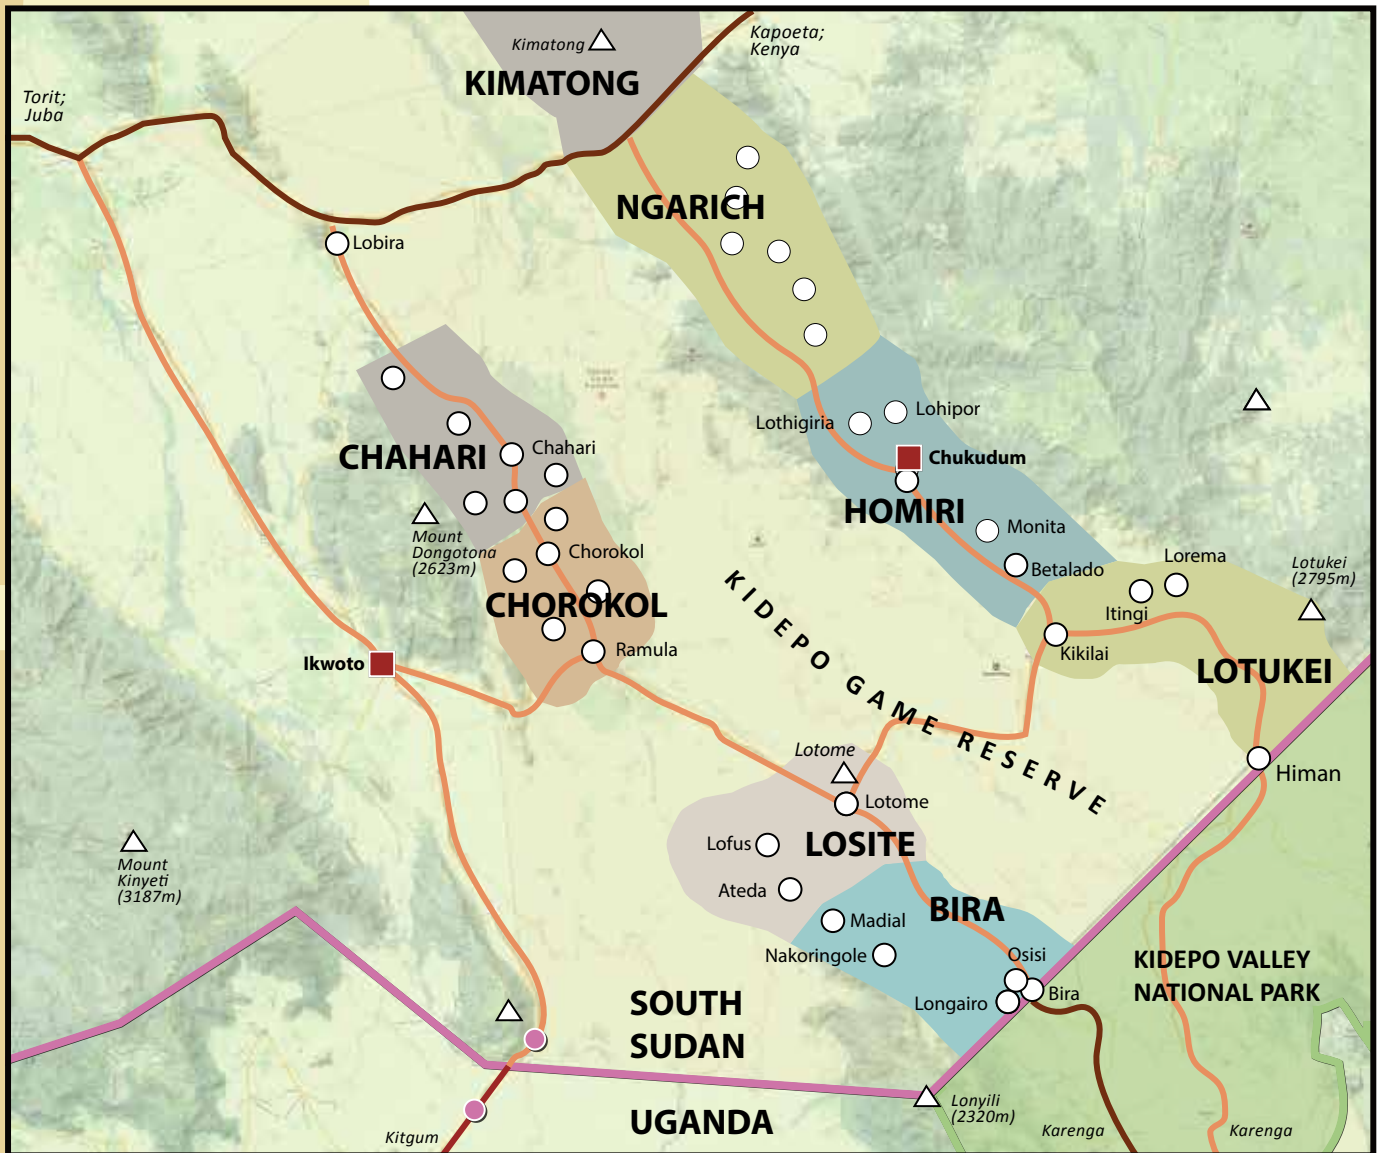 Kimatong
KIMATONG
Kapoeta;
Kenya
Torit;
Juba
NGARICH
Lobira
Lothigiria
Lohipor
Chahari
CHAHARI
Chukudum
HOMIRI
Mount
Dongotona
(2623m)
Monita
Chorokol
CHOROKOL
Betalado
Lorema
Itingi
Lotukei
(2795m)
KIDEPO GAME RESERVE
Ramula
Kikilai
Ikwoto
LOTUKEI
Lotome
Himan
Lotome
Lofus
LOSITE
Mount
Kinyeti
(3187m)
Ateda
BIRA
Madial
Nakoringole
Osisi
KIDEPO VALLEY
NATIONAL PARK
Bira
Longairo
SOUTH
SUDAN
Lonyili
(2320m)
UGANDA
Kitgum
Karenga
Karenga